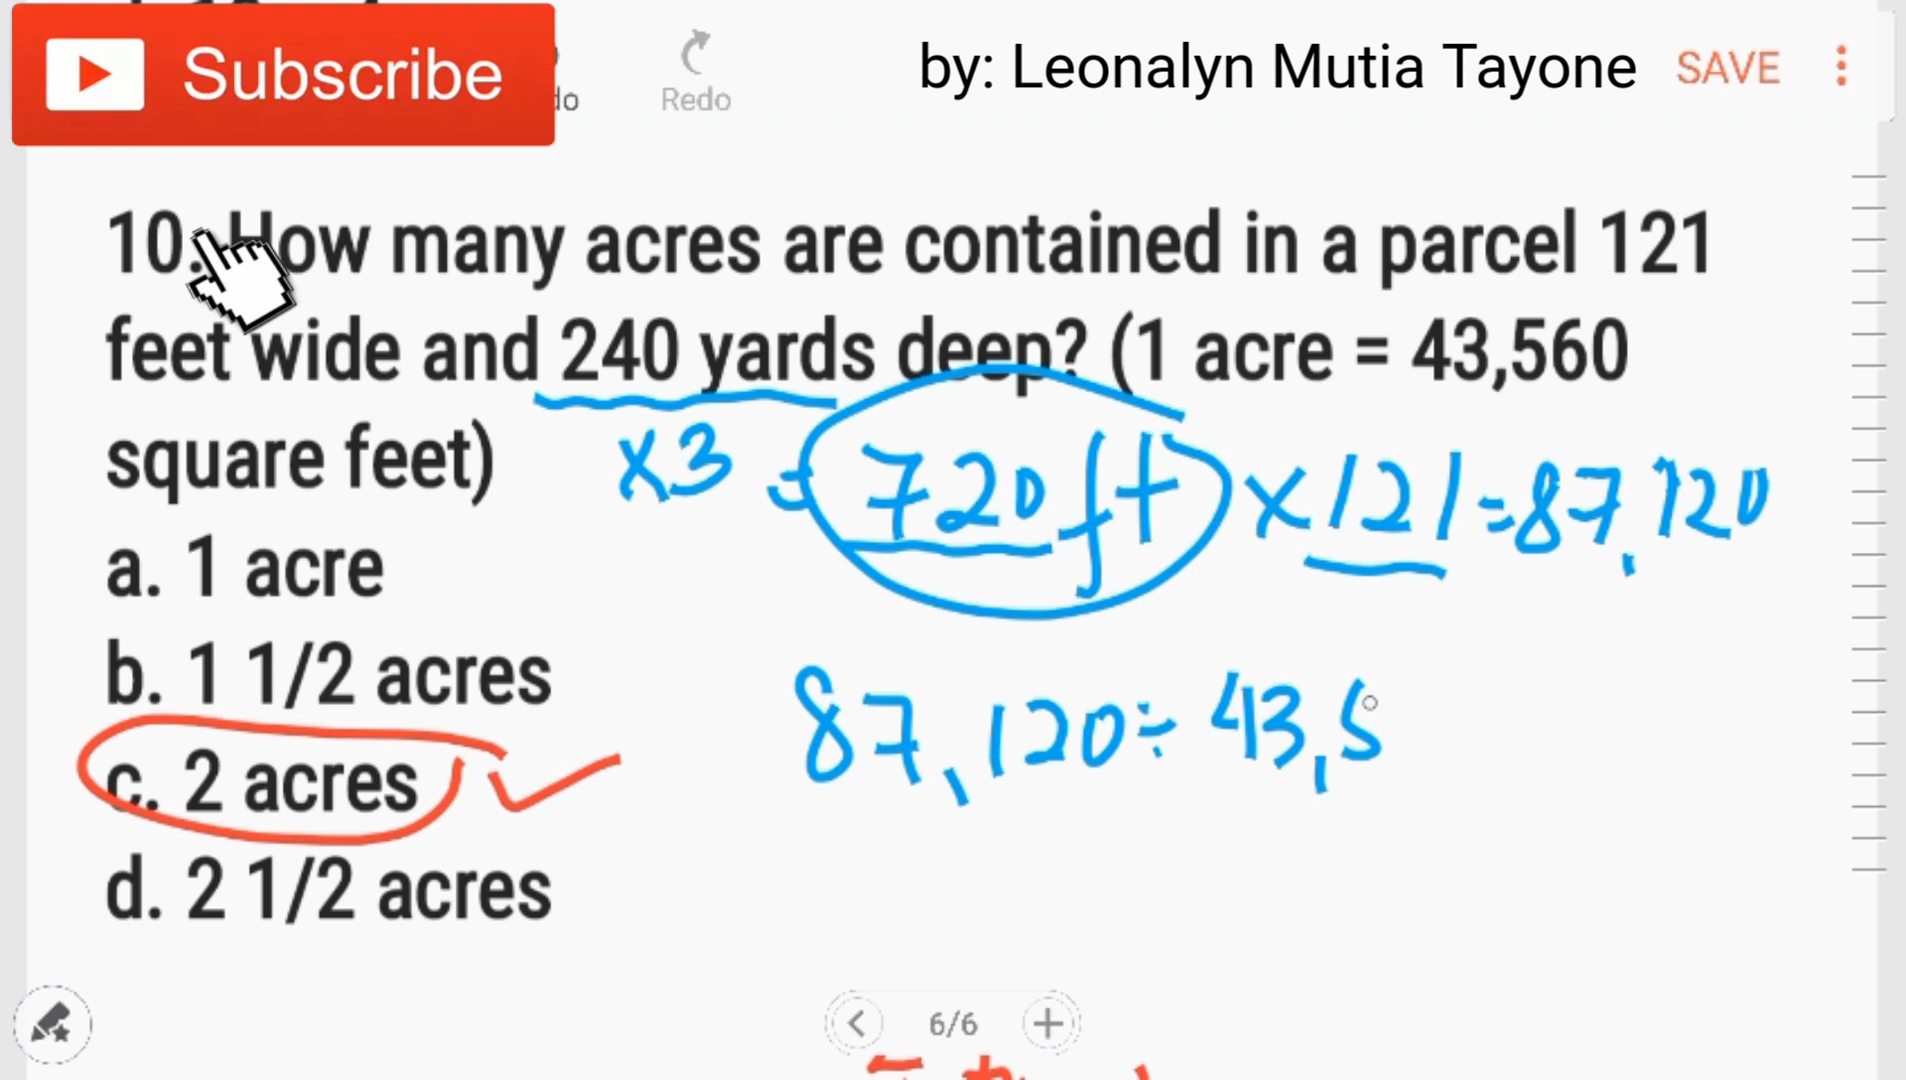 Subscribe
do
Redo
by: Leonalyn Mutia Tayone
SAVE
10. How many acres are contained in a parcel 121
feet wide and 240 yards deep? (1 acre = 43,560
square feet)
x3 = 720 ft x 121 = 87,120
a. 1 acre
b. 1 1/2 acres
87,120 ÷ 43,5
c. 2 acres
d. 2 1/2 acres
6/6